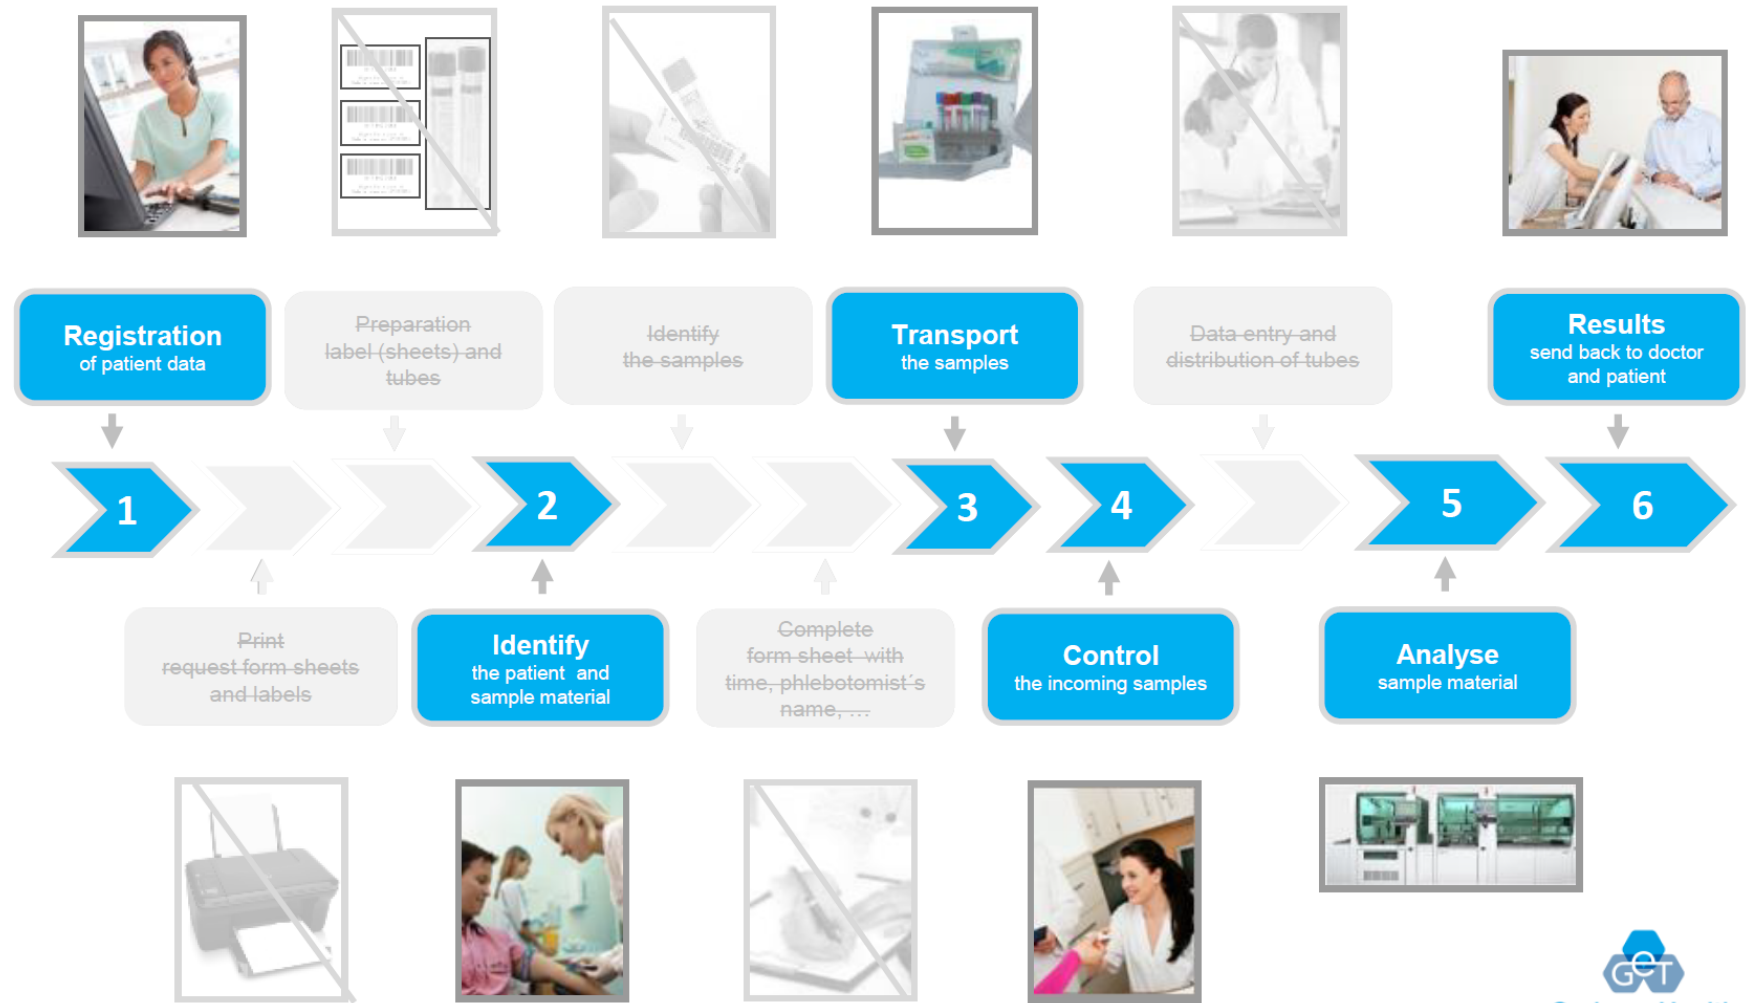 Registration
of patient data
Preparation
label (sheets) and
tubes
Identify
the samples
Transport
the samples
Data entry and
distribution of tubes
Results
send back to doctor
and patient
1
2
3
4
5
6
Print
request form sheets
and labels
Identify
the patient and
sample material
Complete
form sheet with
time, phlebotomist´s
name, ...
Control
the incoming samples
Analyse
sample material
GeT